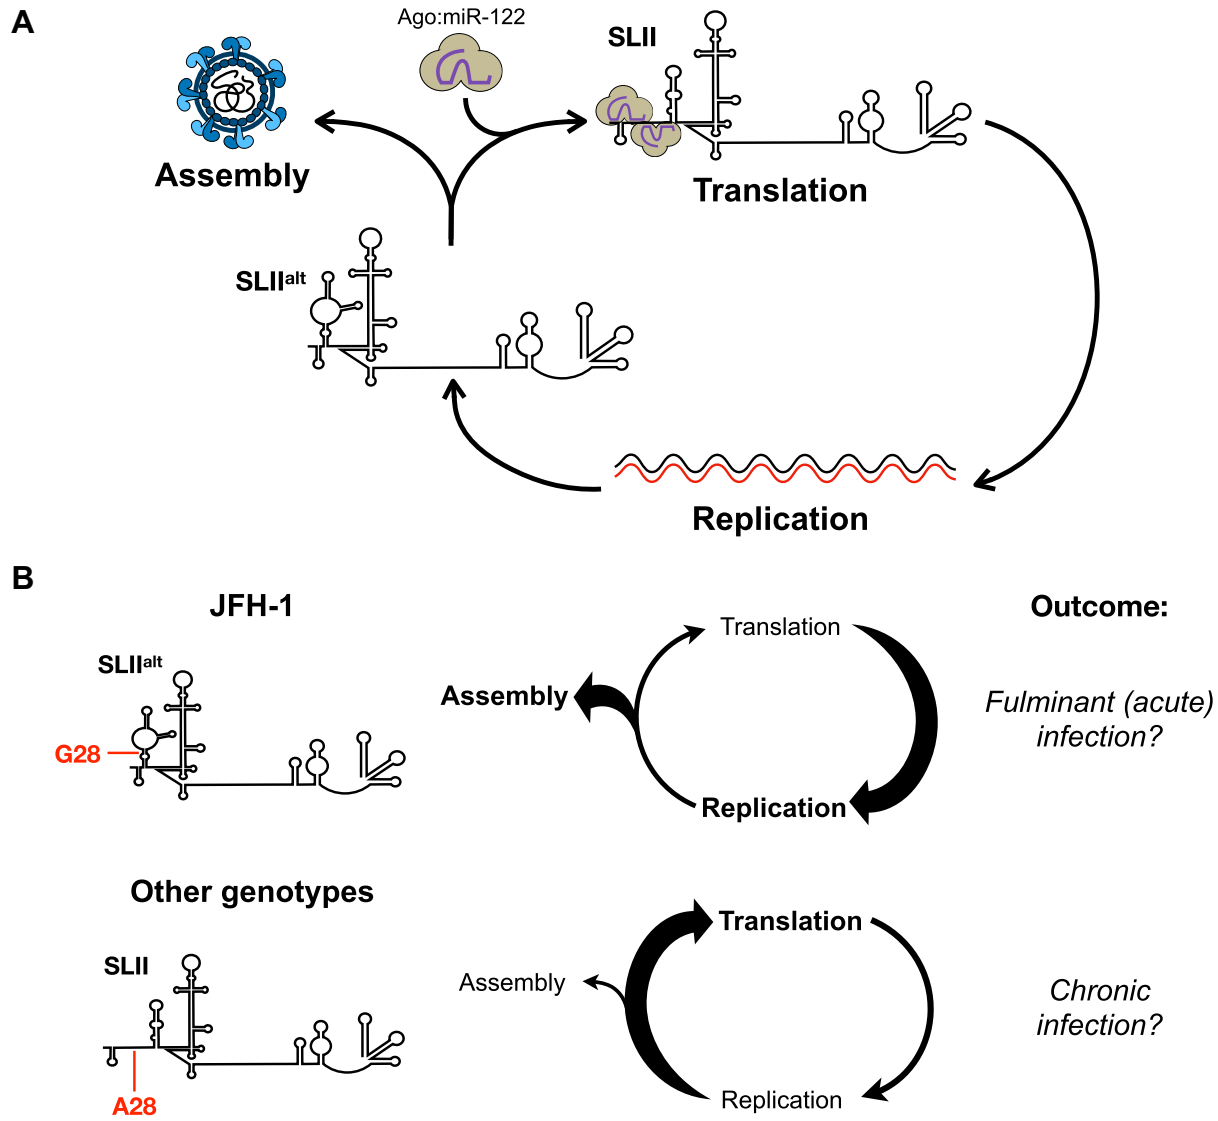 A
Ago:miR-122
SLII
Assembly
Translation
SLIIalt
Replication
B
JFH-1
Outcome:
SLIIalt
G28
Translation
Assembly
Replication
Fulminant (acute)
infection?
Other genotypes
SLII
A28
Translation
Assembly
Replication
Chronic
infection?